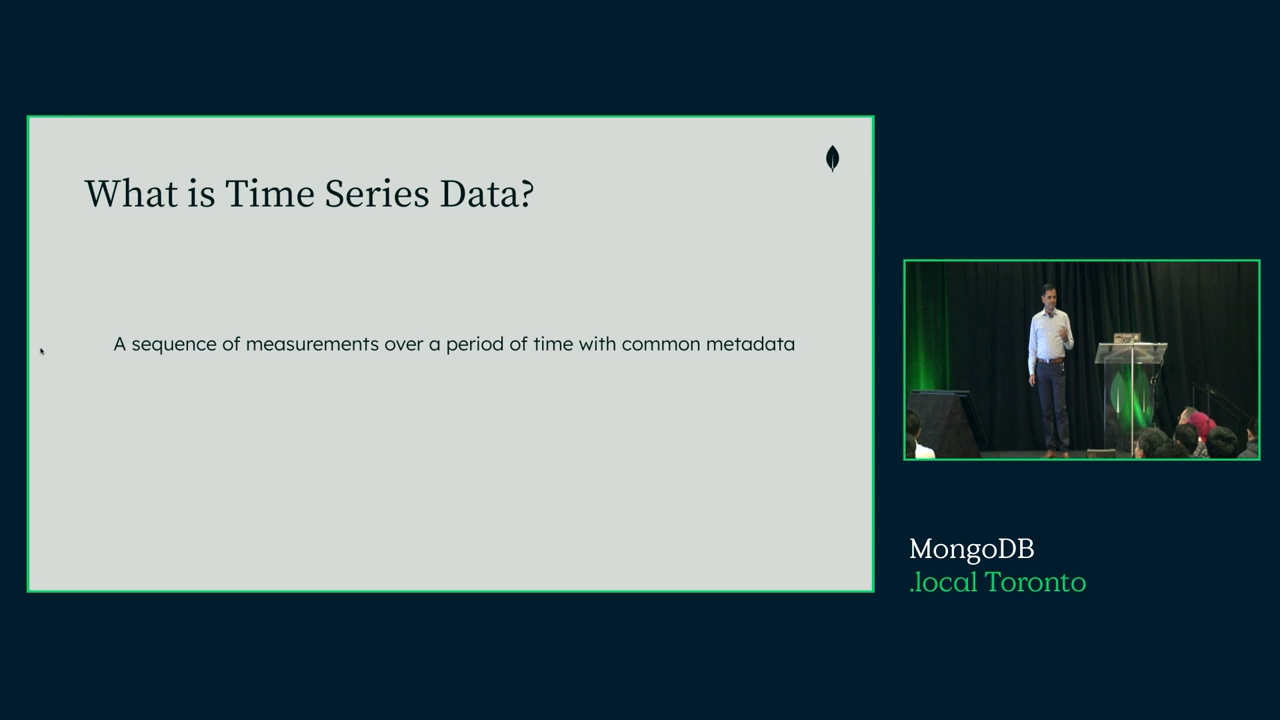 What is Time Series Data?
A sequence of measurements over a period of time with common metadata
MongoDB
.local Toronto